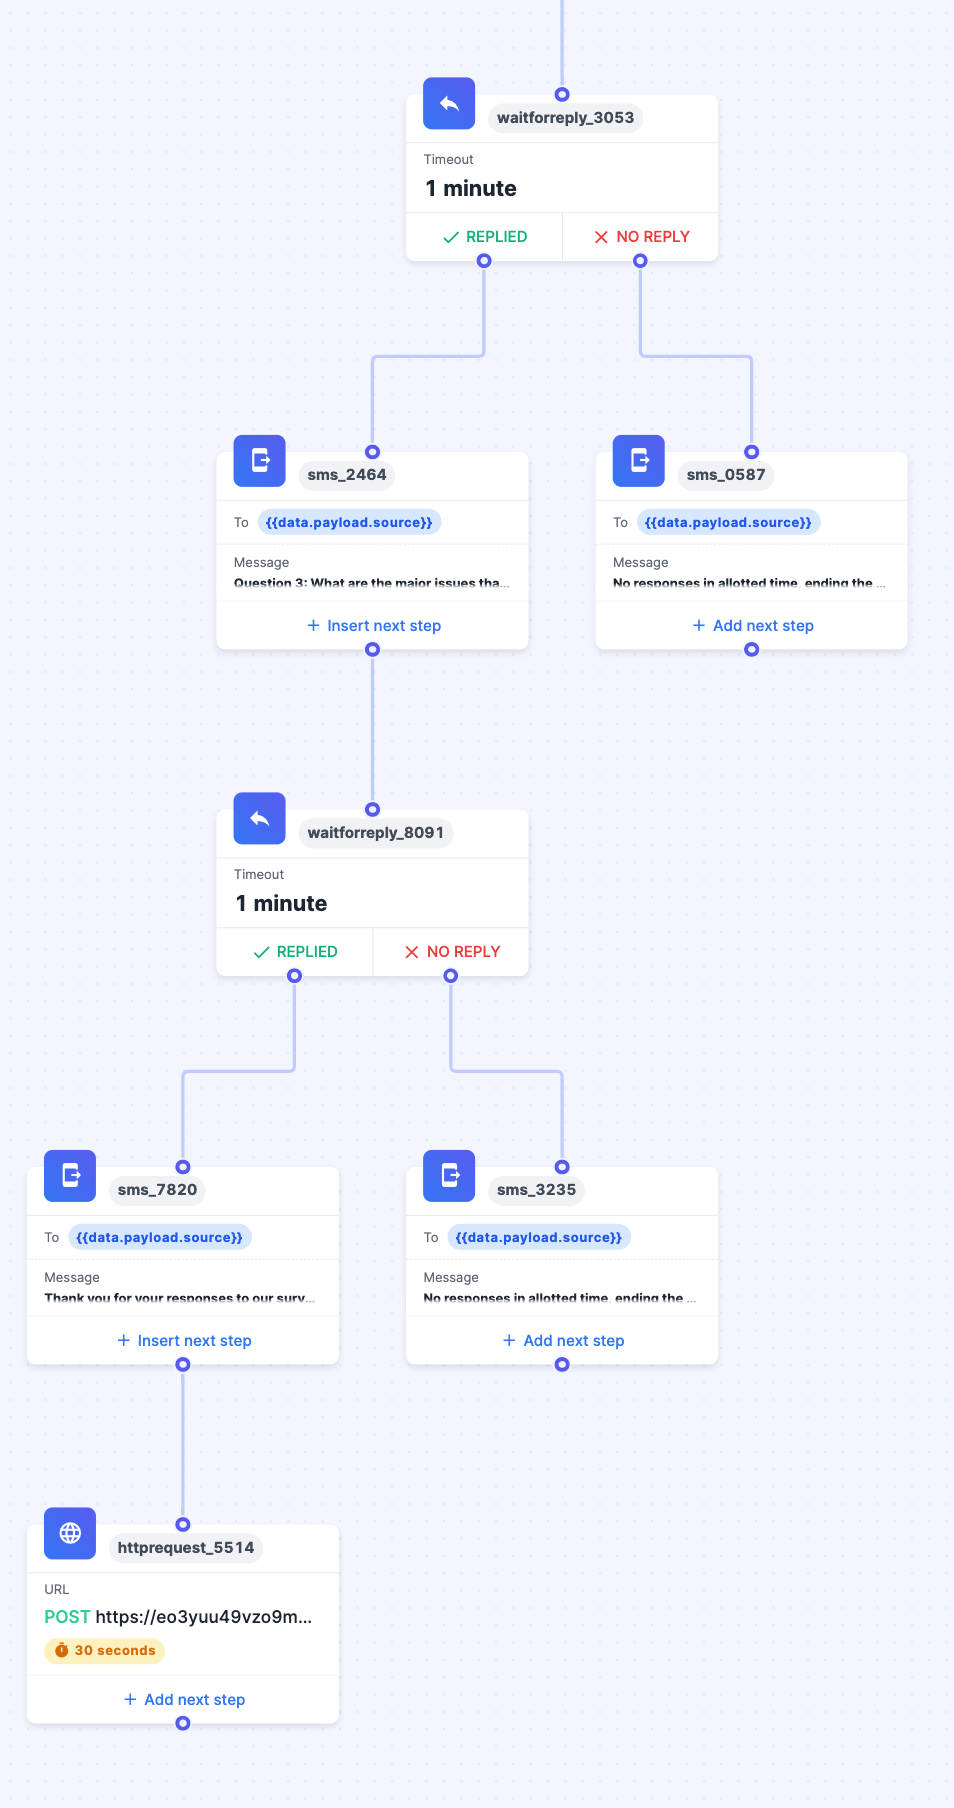 waitforreply_3053
Timeout
1 minute
REPLIED
NO REPLY
sms_2464
To {{data.payload.source}}
Message
Question 3: What are the major issues tha...
+ Insert next step
sms_0587
To {{data.payload.source}}
Message
No responses in allotted time, ending the ...
+ Add next step
waitforreply_8091
Timeout
1 minute
REPLIED
NO REPLY
sms_7820
To {{data.payload.source}}
Message
Thank you for your responses to our surv...
+ Insert next step
sms_3235
To {{data.payload.source}}
Message
No responses in allotted time, ending the ...
+ Add next step
httprequest_5514
URL
POST https://eo3yuu49vzo9m...
30 seconds
+ Add next step